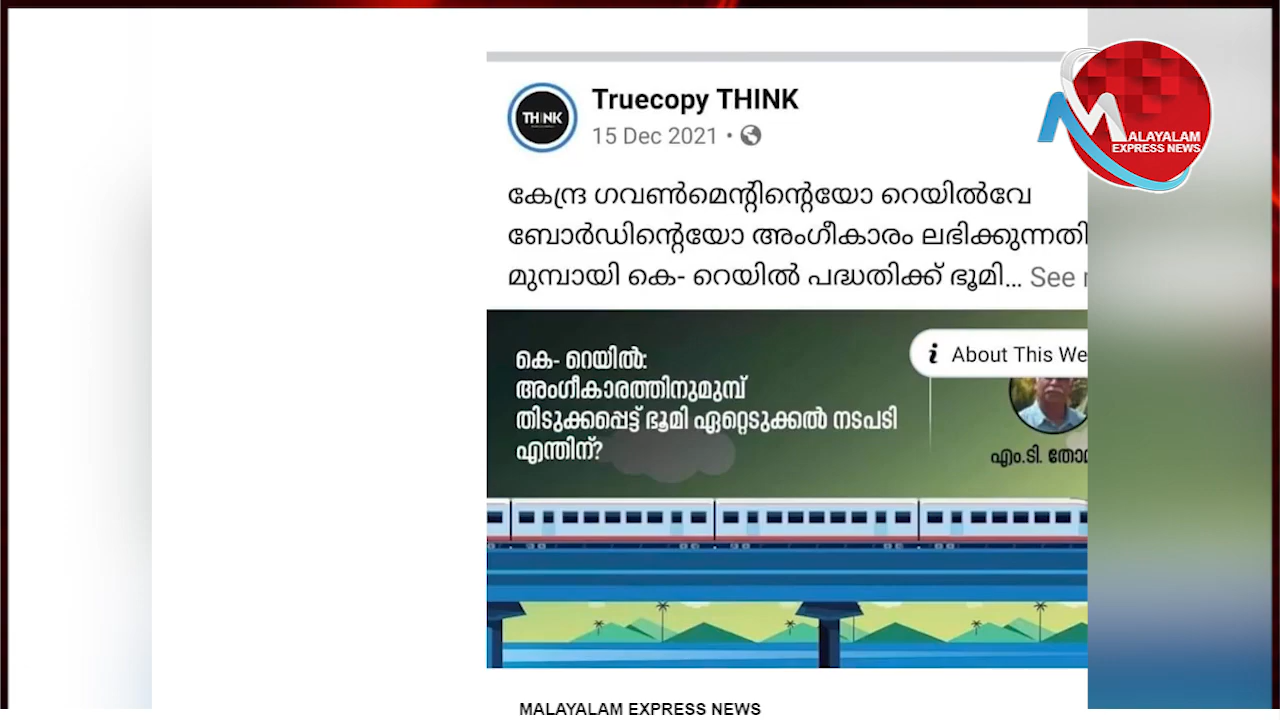 Truecopy THINK
15 Dec 2021 •
THINK
MALAYALAM
EXPRESS NEWS
കേന്ദ്ര ഗവൺമെന്റിന്റെയോ റെയിൽവേ
ബോർഡിന്റെയോ അംഗീകാരം ലഭിക്കുന്നതി
മുമ്പായി കെ- റെയിൽ പദ്ധതിക്ക് ഭൂമി... See
കെ- റെയിൽ:
അംഗീകാരത്തിനുമുമ്പ്
തിടുക്കപ്പെട്ട് ഭൂമി ഏറ്റെടുക്കൽ നടപടി
എന്തിന്?
i About This We
എം.ടി. തോമ
MALAYALAM EXPRESS NEWS